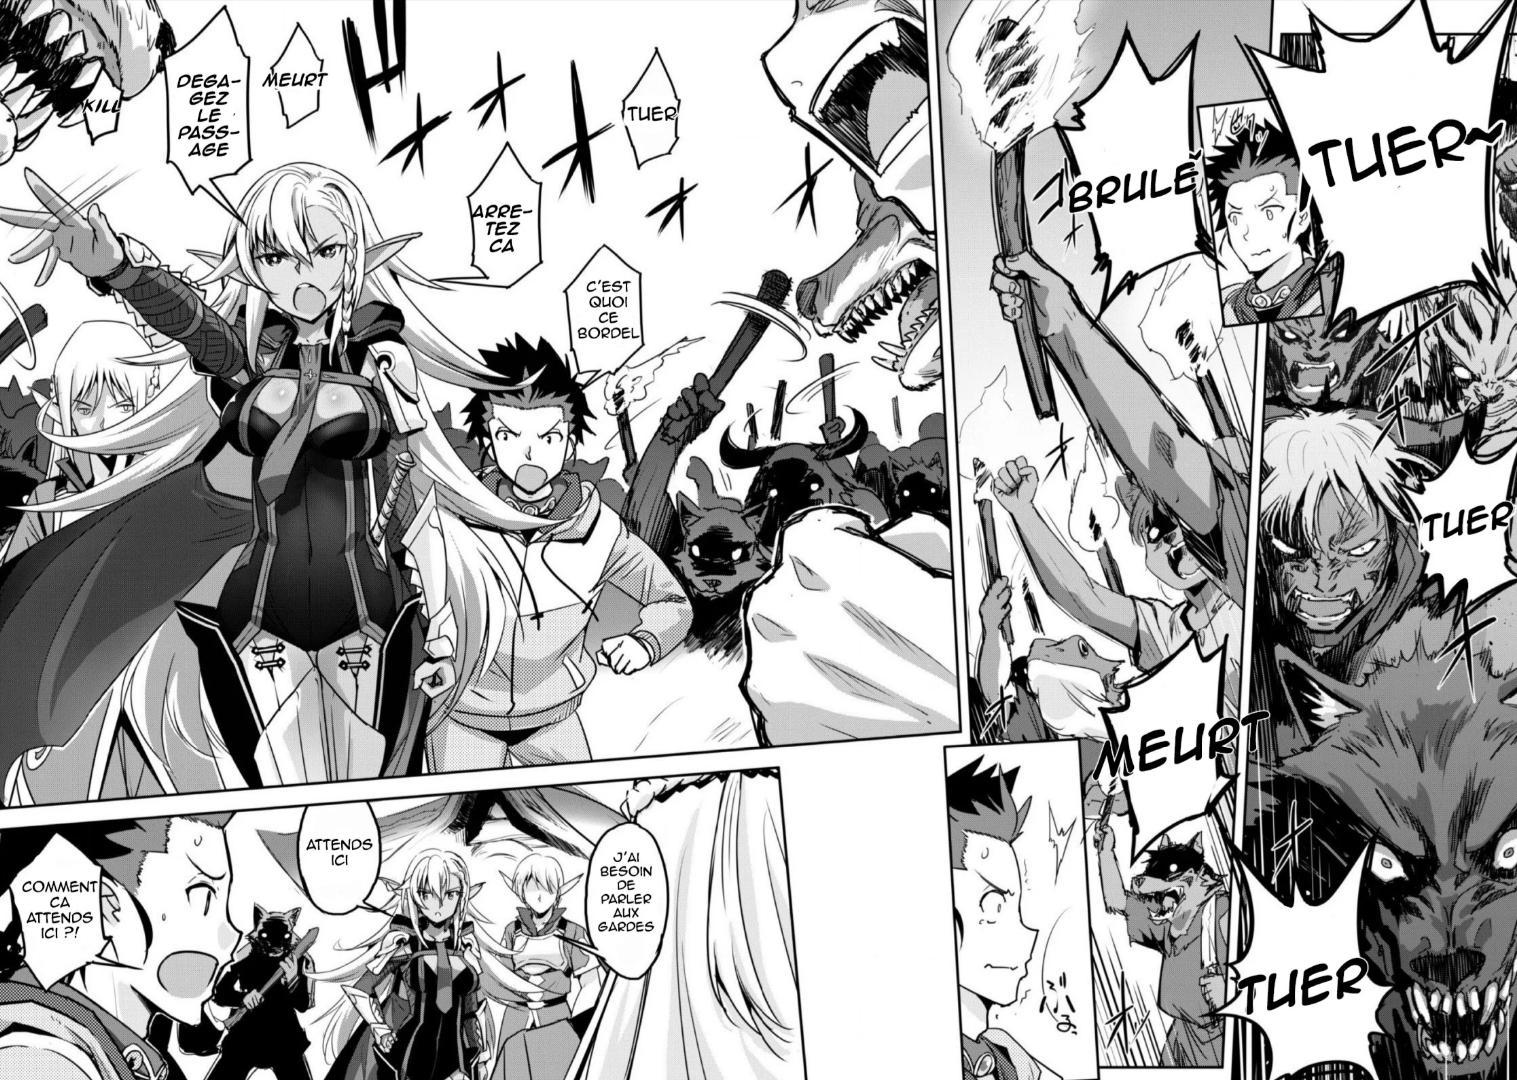 TUER~
BRULE
TUER
MEURT
TUER
TUER
C'EST
QUOI
CE
BORDEL
ARRE-
TEZ
CA
MEURT
DEGA-
GEZ
LE
PASS-
AGE
KILL
J'AI
BESOIN
DE
PARLER
AUX
GARDES
ATTENDS
ICI
COMMENT
CA
ATTENDS
ICI ?!